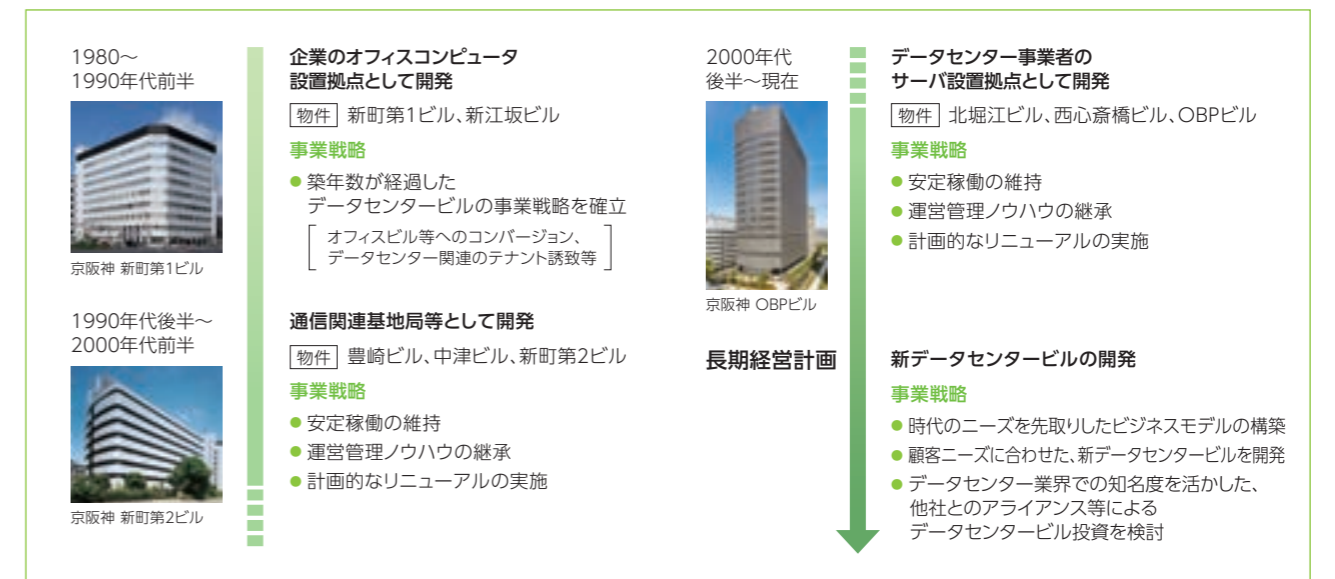 1980～
1990年代前半
京阪神 新町第1ビル
企業のオフィスコンピュータ
設置拠点として開発
物件 新町第1ビル、新江坂ビル
事業戦略
● 築年数が経過した
データセンタービルの事業戦略を確立
オフィスビル等へのコンバージョン、
データセンター関連のテナント誘致等
1990年代後半～
2000年代前半
京阪神 新町第2ビル
通信関連基地局等として開発
物件 豊崎ビル、中津ビル、新町第2ビル
事業戦略
● 安定稼働の維持
● 運営管理ノウハウの継承
● 計画的なリニューアルの実施
2000年代
後半～現在
京阪神 OBPビル
データセンター事業者の
サーバ設置拠点として開発
物件 北堀江ビル、西心斎橋ビル、OBPビル
事業戦略
● 安定稼働の維持
● 運営管理ノウハウの継承
● 計画的なリニューアルの実施
長期経営計画
新データセンタービルの開発
事業戦略
● 時代のニーズを先取りしたビジネスモデルの構築
● 顧客ニーズに合わせた、新データセンタービルを開発
● データセンター業界での知名度を活かした、
他社とのアライアンス等による
データセンタービル投資を検討